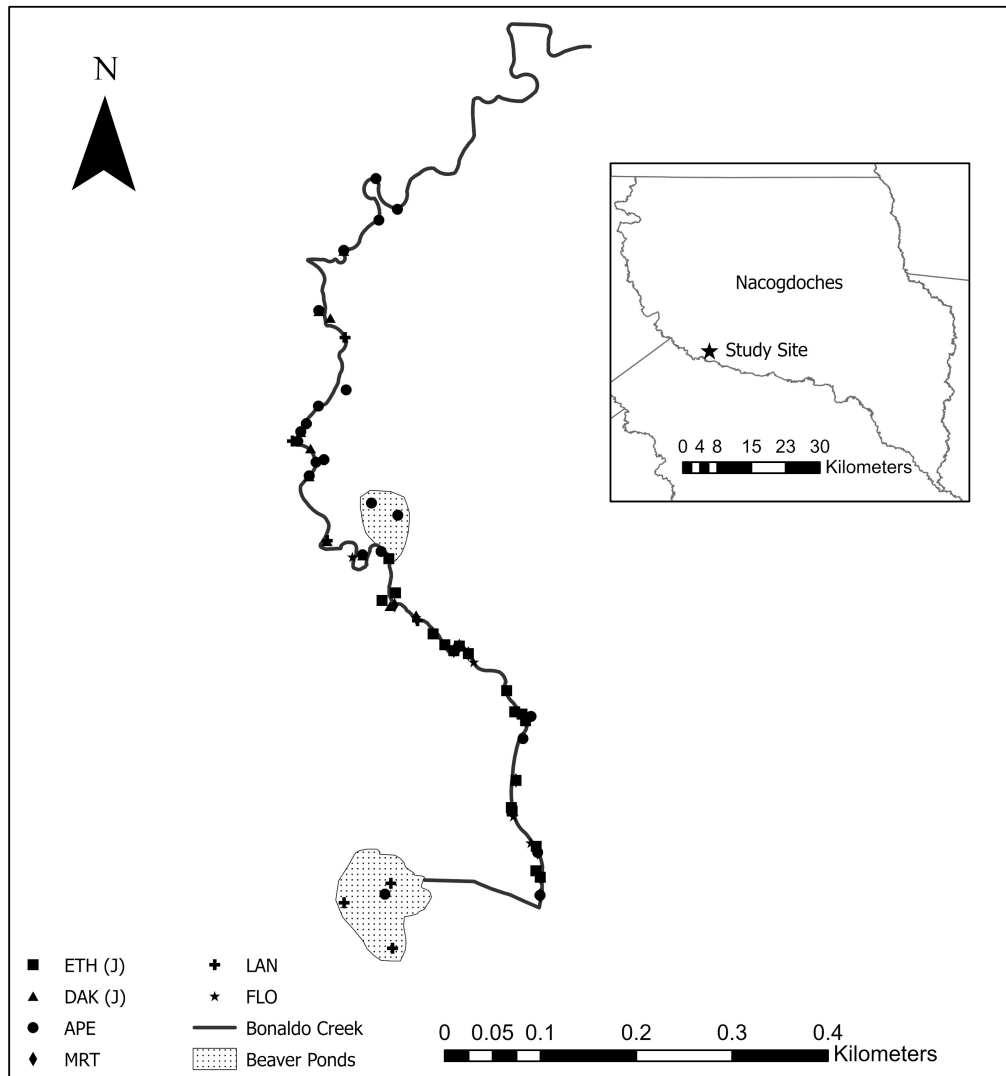 N
Nacogdoches
Study Site
0 4 8 15 23 30
Kilometers
ETH (J)
DAK (J)
APE
MRT
LAN
FLO
Bonaldo Creek
Beaver Ponds
0 0.05 0.1 0.2 0.3 0.4
Kilometers